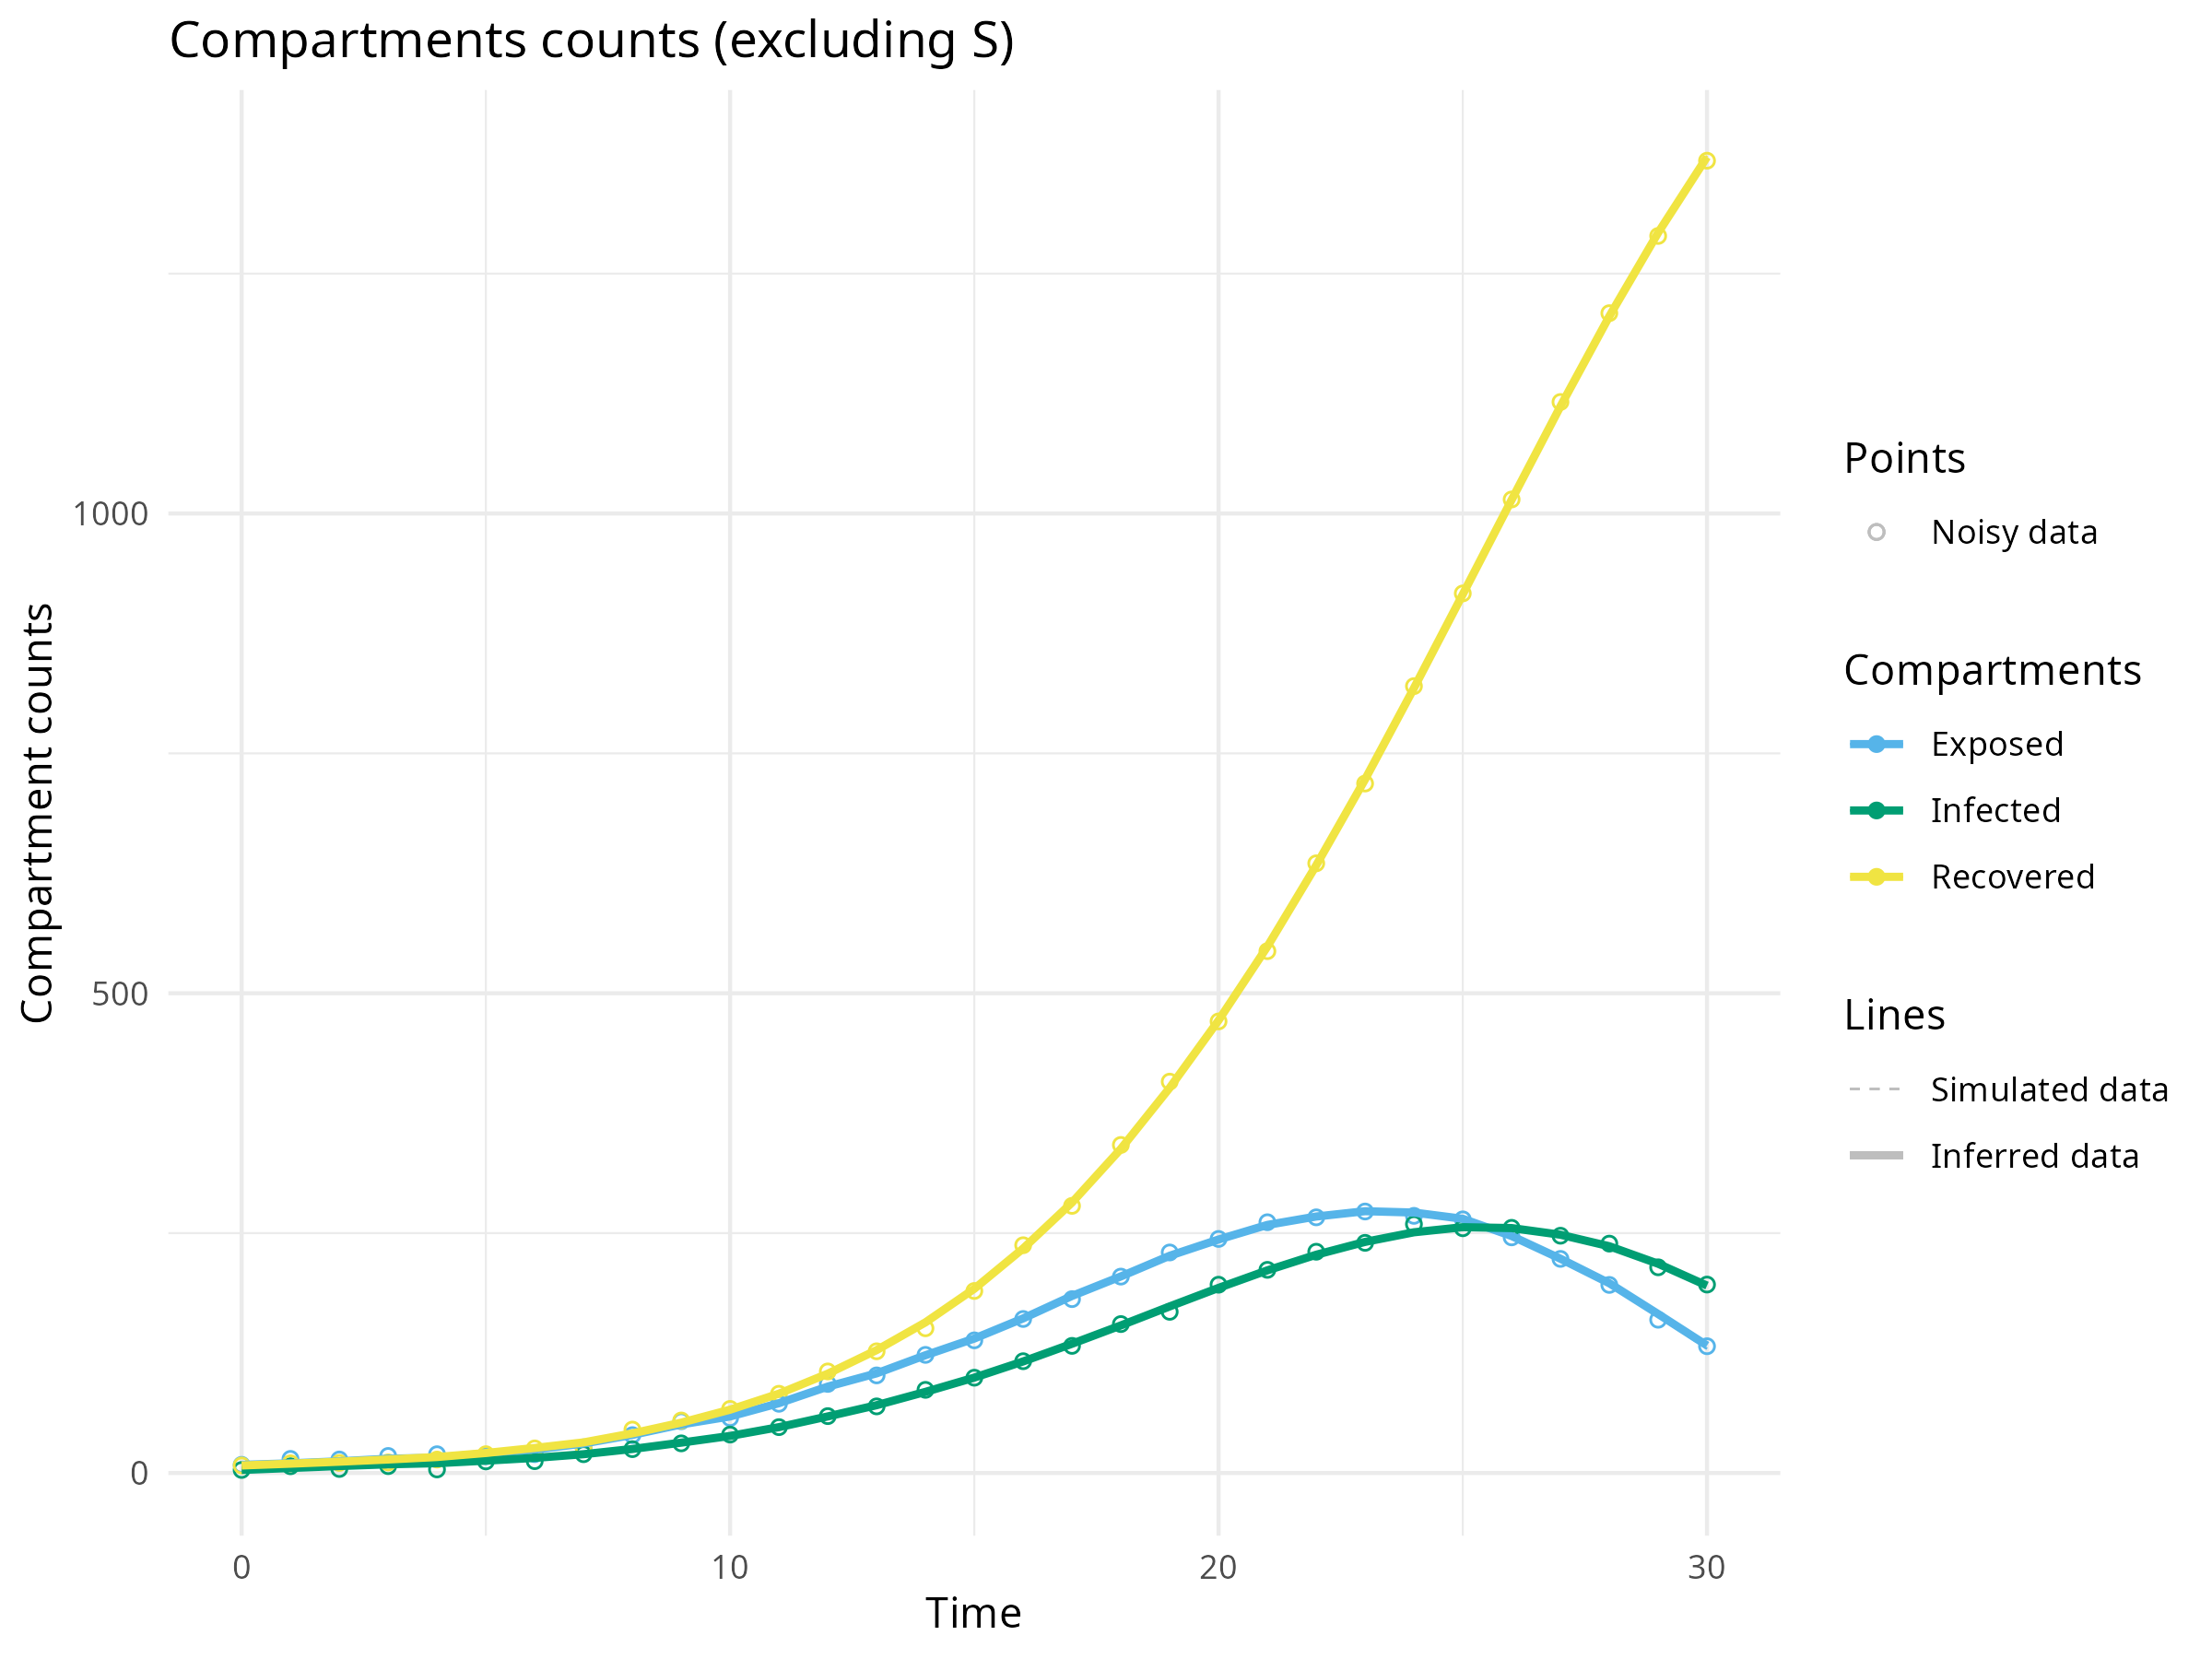 Compartments counts (excluding S)
Compartment counts
1000
500
0
0
10
20
30
Time
Points
Noisy data
Compartments
Exposed
Infected
Recovered
Lines
Simulated data
Inferred data